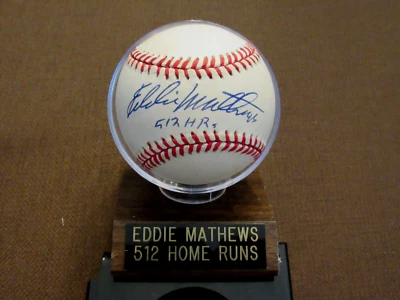 Eddie Mathews
512 HRs
EDDIE MATHEWS
512 HOME RUNS